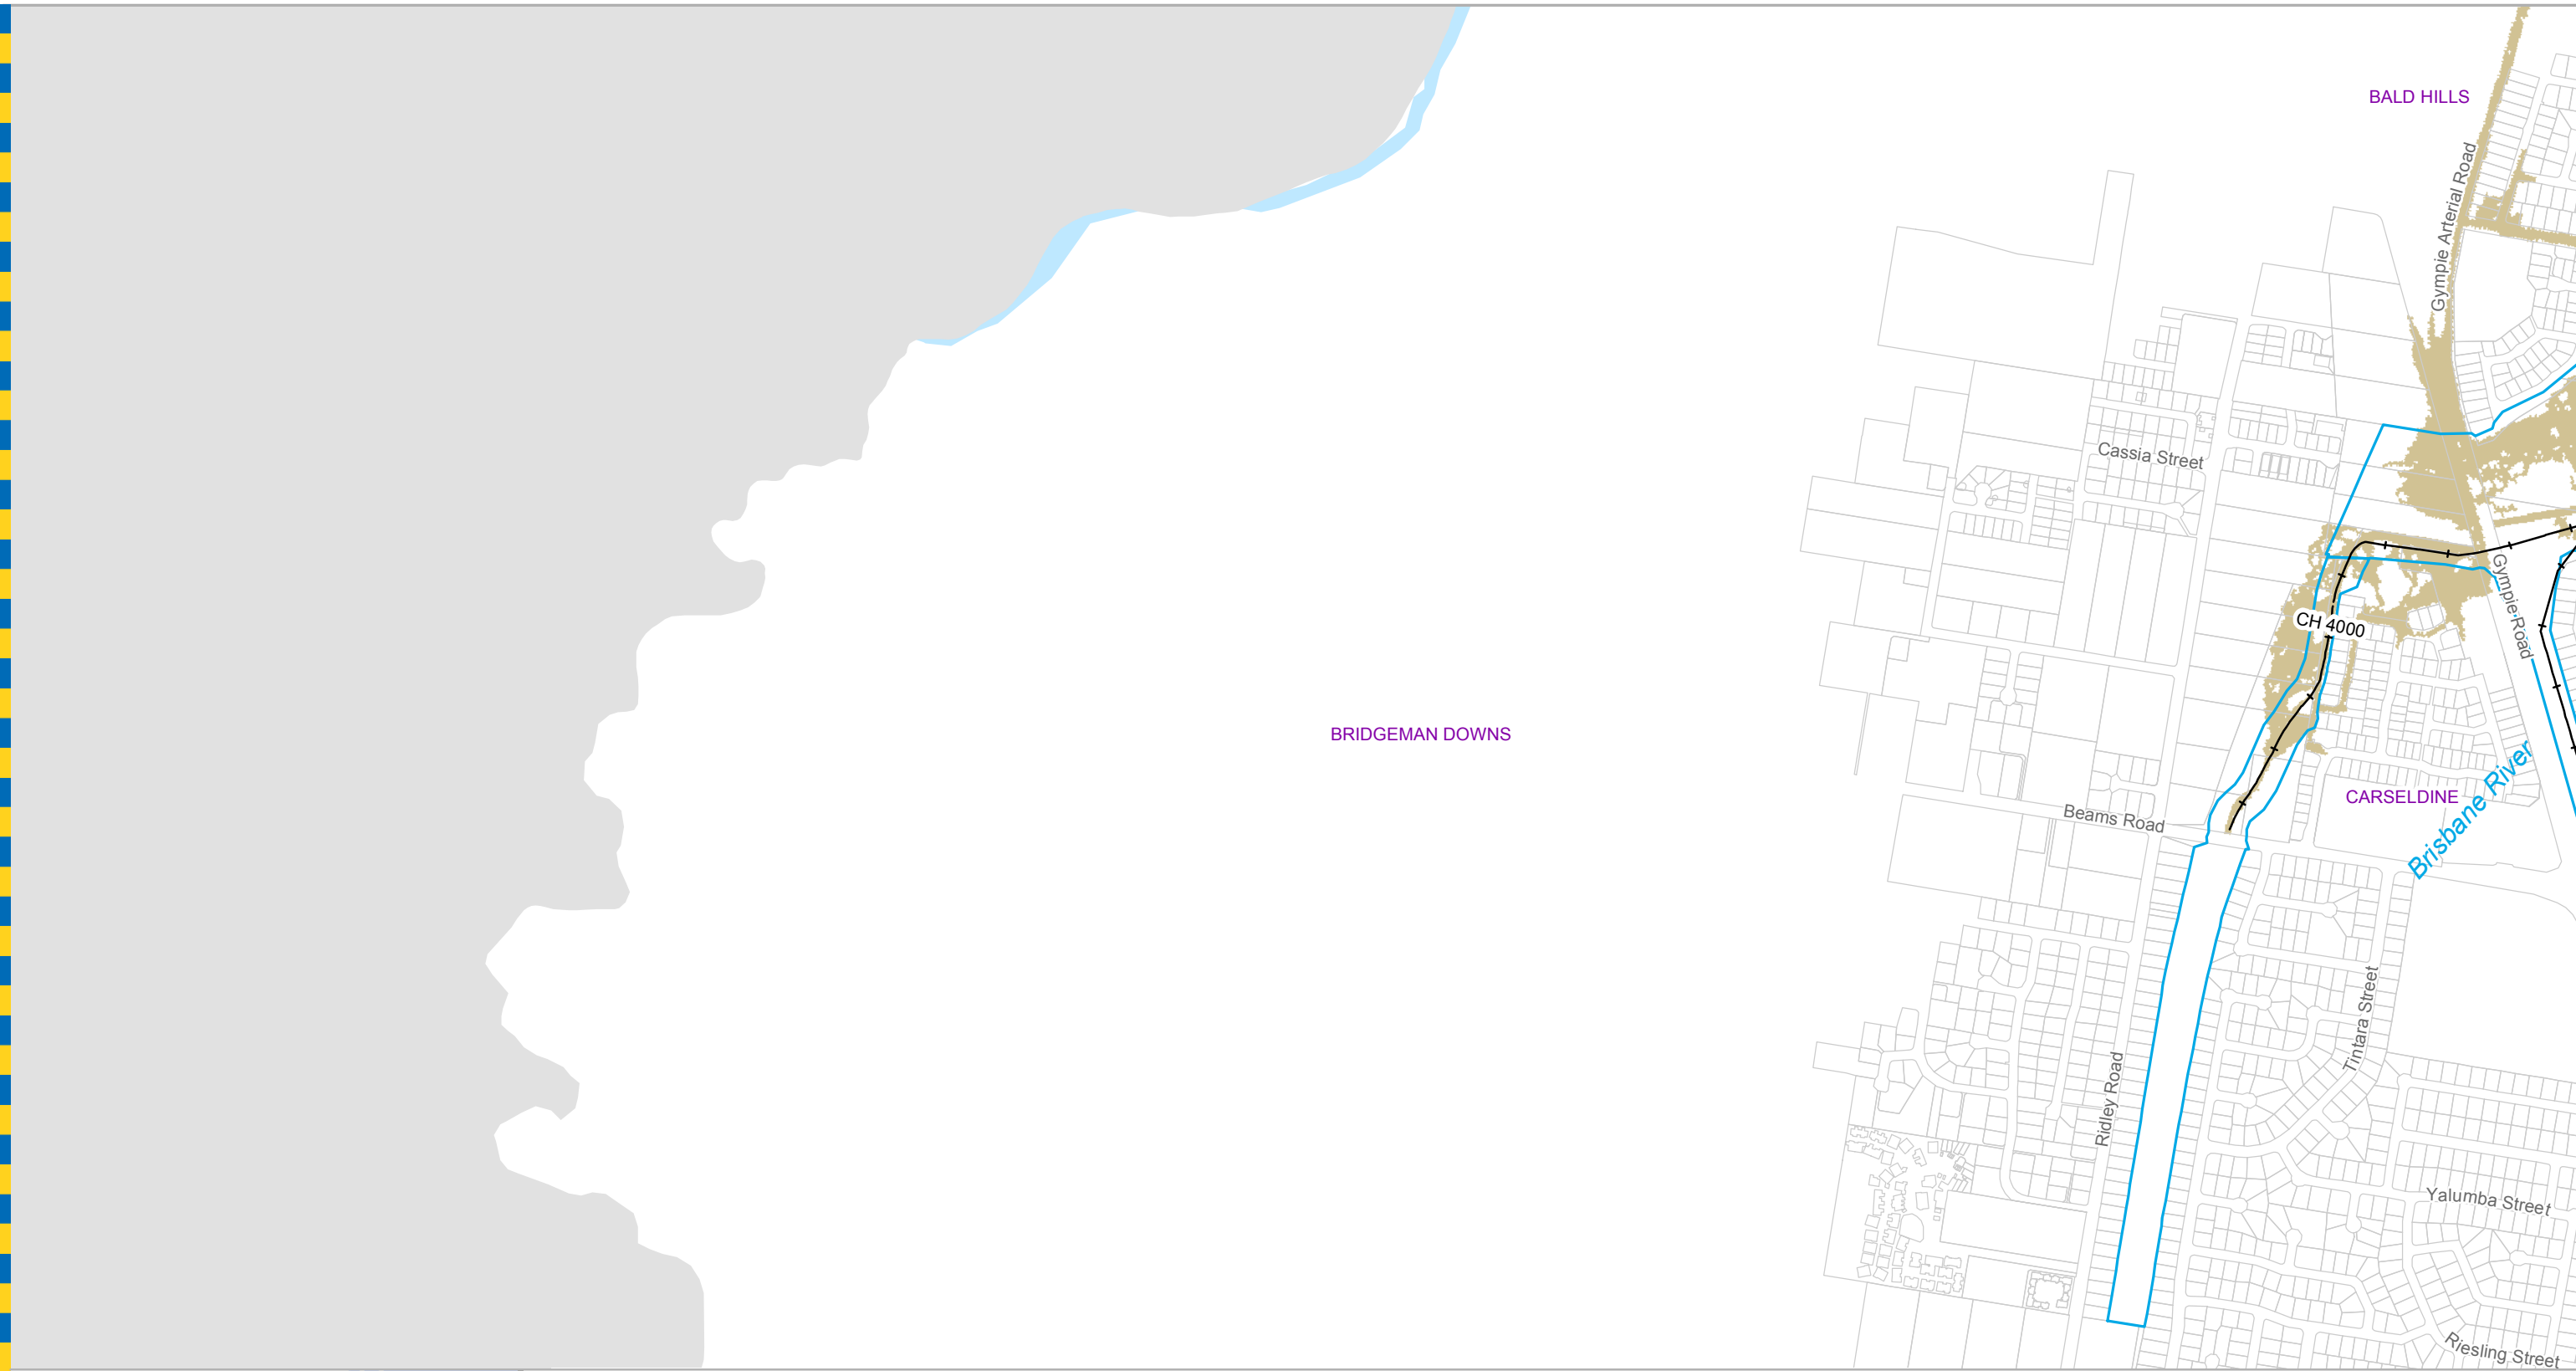 BALD HILLS
Gympie Arterial Road
Cassia Street
CH 4000
Gympie Road
BRIDGEMAN DOWNS
CARSELDINE
Brisbane River
Beams Road
Tintara Street
Ridley Road
Yalumba Street
Riesling Street